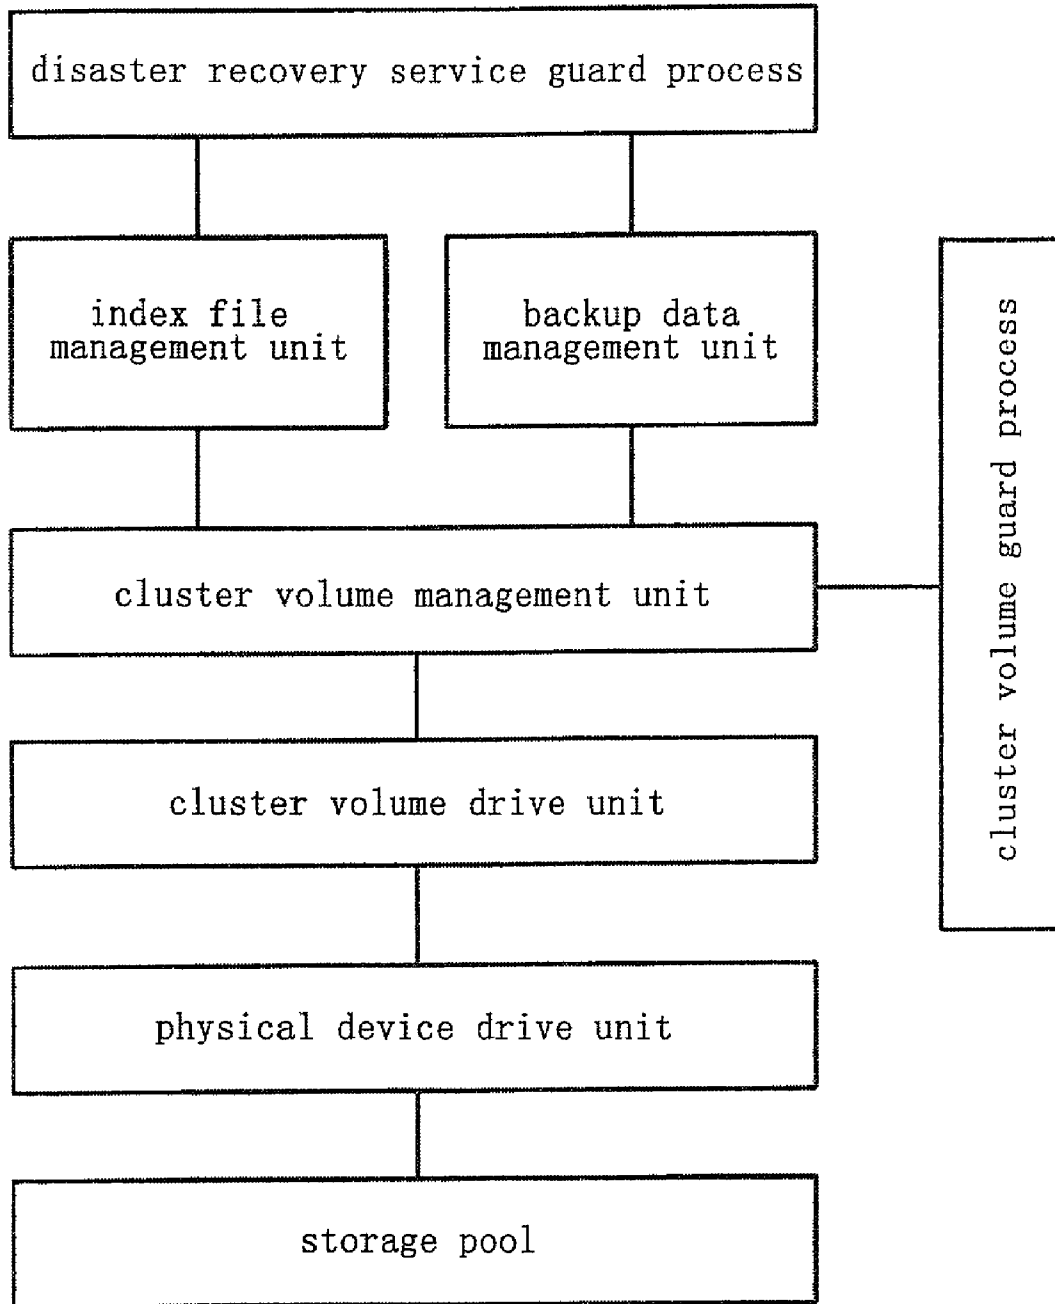 disaster recovery service guard process
index file
management unit
backup data
management unit
cluster volume guard process
cluster volume management unit
cluster volume drive unit
physical device drive unit
storage pool